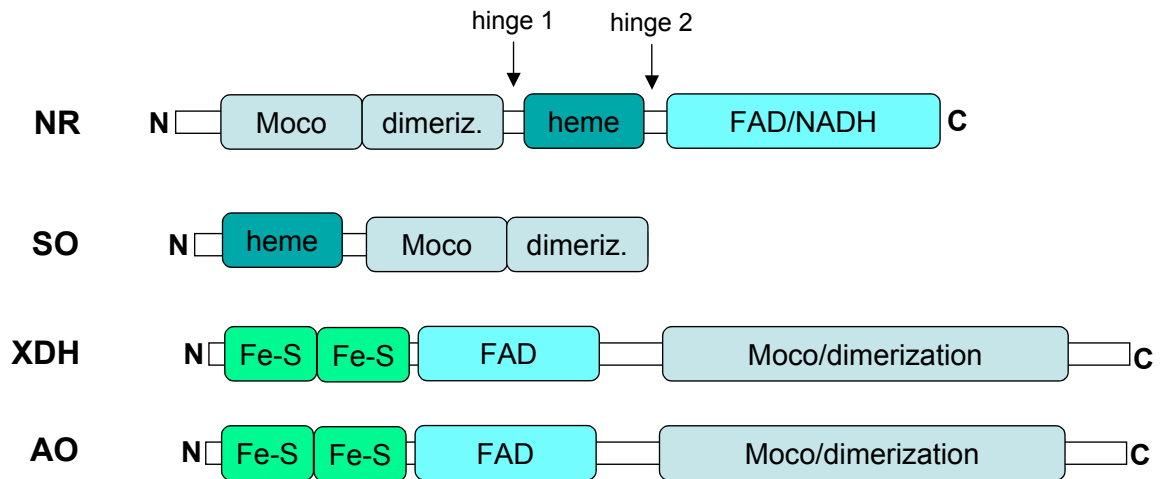 hinge 1 hinge 2
NR N Moco dimeriz. heme FAD/NADH C
SO N heme Moco dimeriz.
XDH N Fe-S Fe-S FAD Moco/dimerization C
AO N Fe-S Fe-S FAD Moco/dimerization C